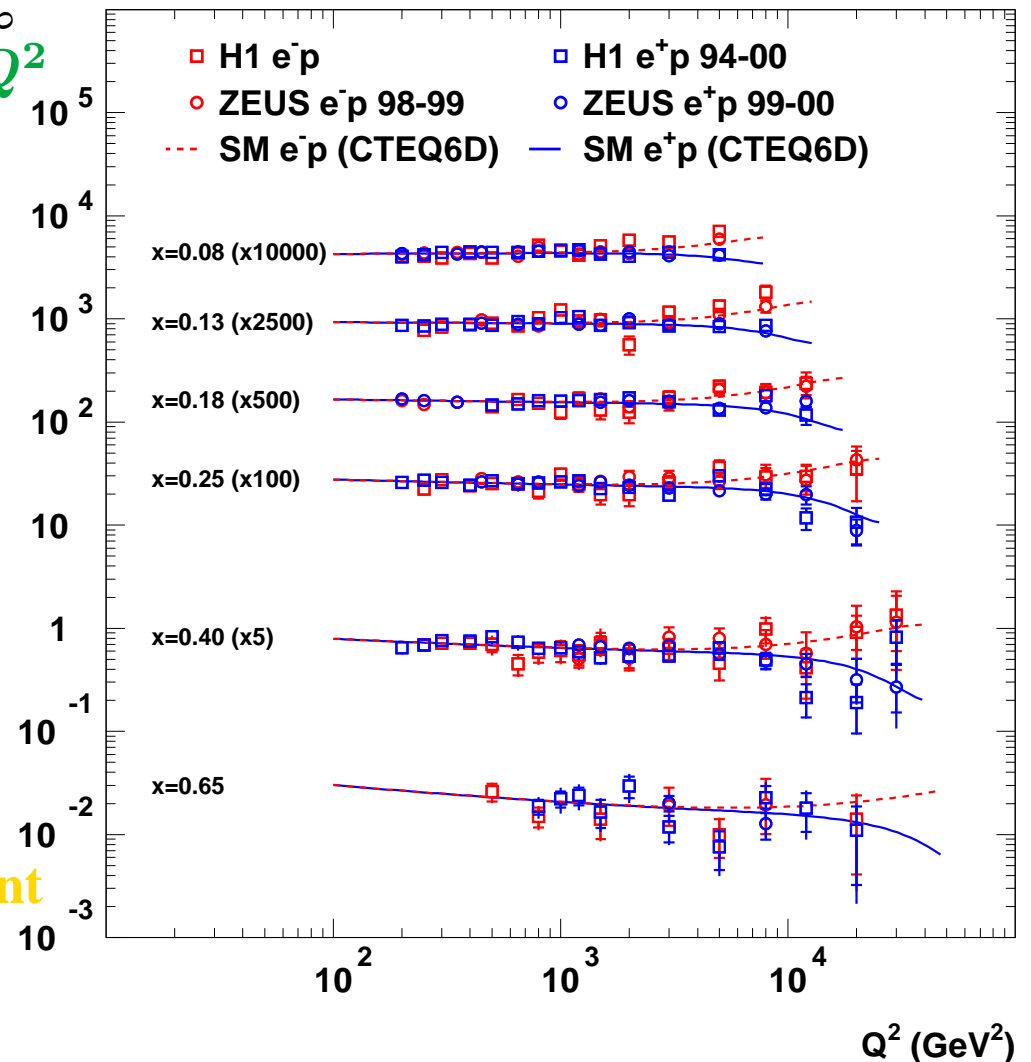 Q²
H1 e⁻p
H1 e⁺p 94-00
ZEUS e⁻p 98-99
ZEUS e⁺p 99-00
SM e⁻p (CTEQ6D)
SM e⁺p (CTEQ6D)
10⁵
10⁴
x=0.08 (x10000)
10³
x=0.13 (x2500)
10²
x=0.18 (x500)
x=0.25 (x100)
10
1
x=0.40 (x5)
10⁻¹
x=0.65
10⁻²
nt
10⁻³
10²
10³
10⁴
Q² (GeV²)